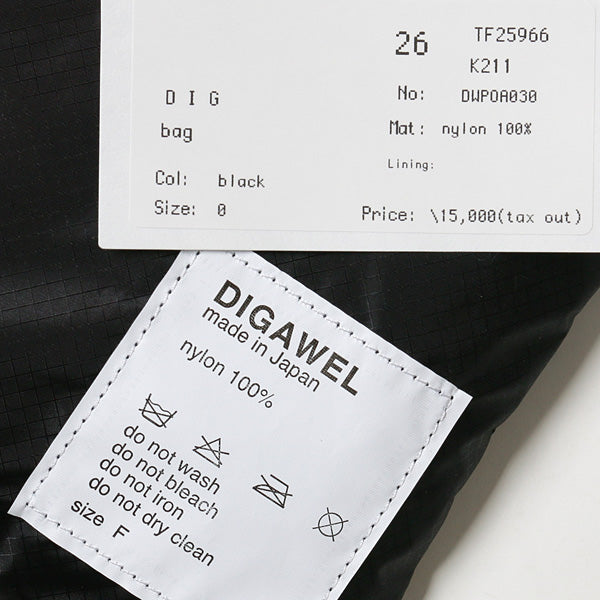 26
TF25966
K211
D I G
bag
No: DWPOA030
Mat: nylon 100%
Lining:
Col: black
Size: 0
Price: \15,000(tax out)
DIGAWEL
made in Japan
nylon 100%
do not wash
do not bleach
do not iron
do not dry clean
size F